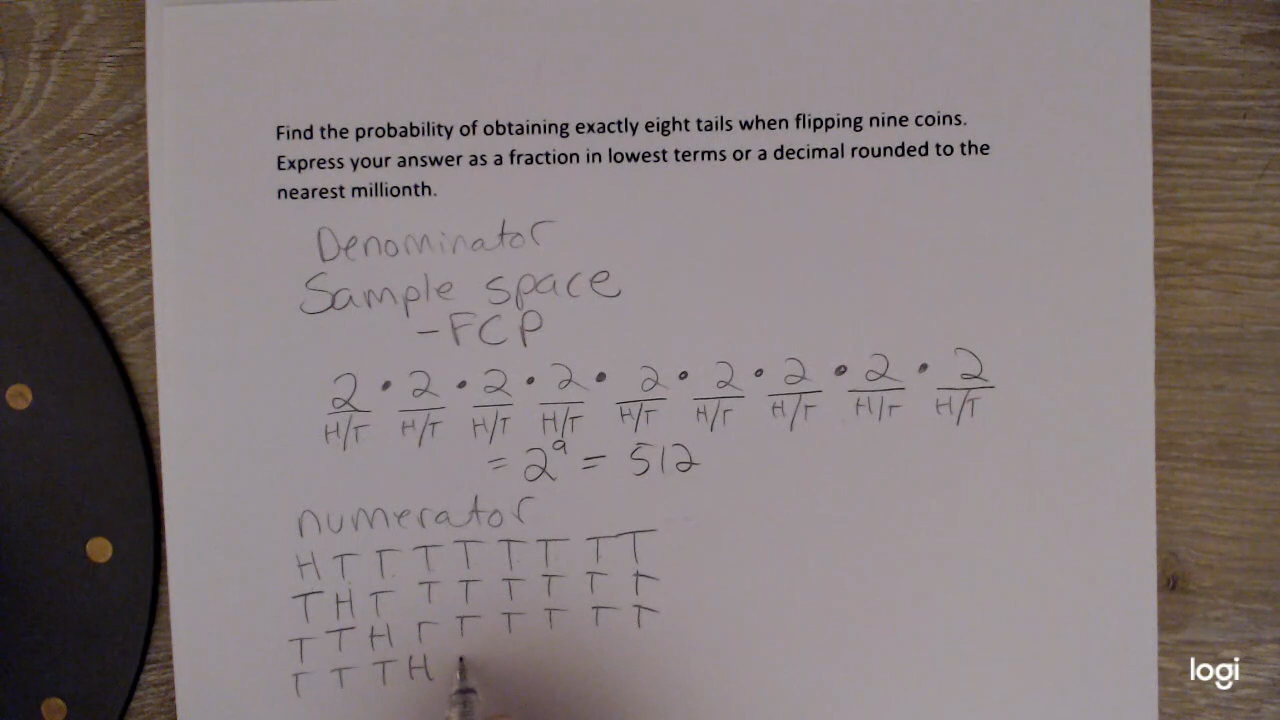 Find the probability of obtaining exactly eight tails when flipping nine coins.
Express your answer as a fraction in lowest terms or a decimal rounded to the
nearest millionth.
Denominator
Sample space
-FCP
2 • 2 • 2 • 2 • 2 • 2 • 2 • 2 • 2
H/T H/T H/T H/T H/T H/T H/T H/T H/T
= 2⁹ = 512
numerator
H T T T T T T T T
T H T T T T T T T
T T H T T T T T T
T T T H
logi